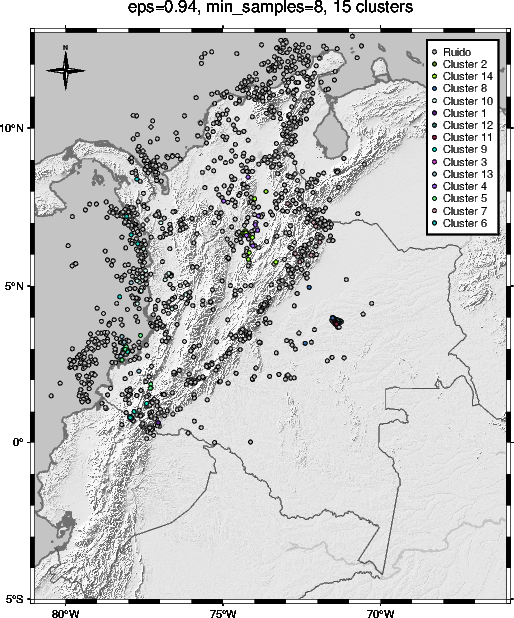 eps=0.94, min_samples=8, 15 clusters
N
Ruido
Cluster 2
Cluster 14
Cluster 8
Cluster 10
Cluster 1
Cluster 12
Cluster 11
Cluster 9
Cluster 3
Cluster 13
Cluster 4
Cluster 5
Cluster 7
Cluster 6
10°N
5°N
0°
5°S
80°W
75°W
70°W